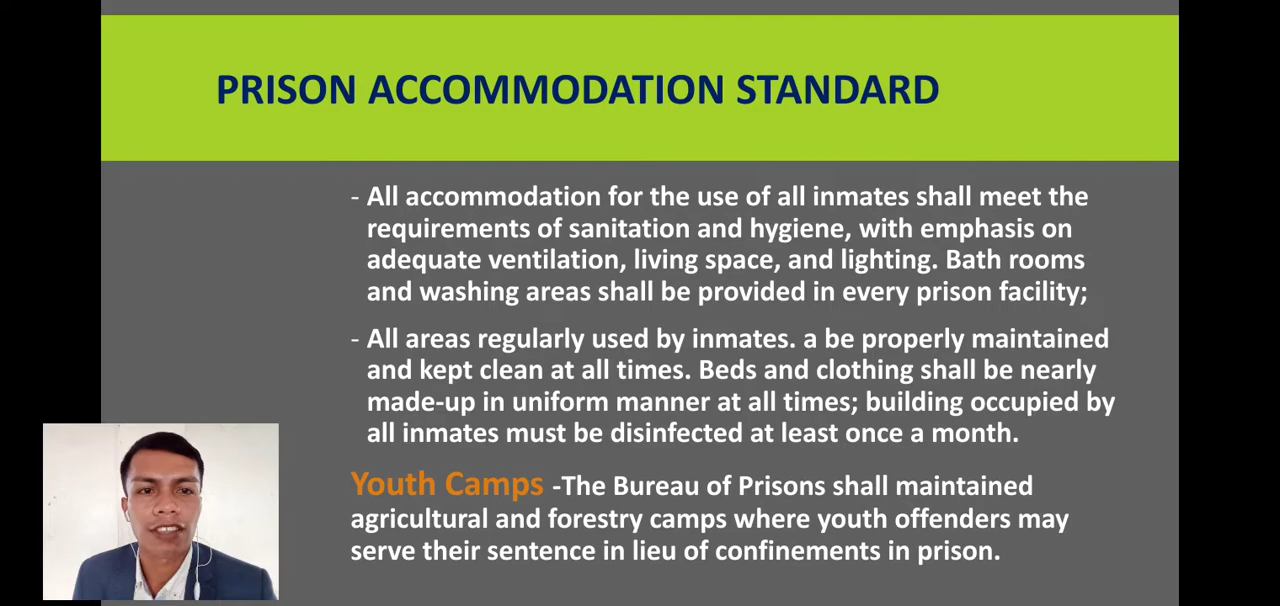 PRISON ACCOMMODATION STANDARD
- All accommodation for the use of all inmates shall meet the
requirements of sanitation and hygiene, with emphasis on
adequate ventilation, living space, and lighting. Bath rooms
and washing areas shall be provided in every prison facility;
- All areas regularly used by inmates. a be properly maintained
and kept clean at all times. Beds and clothing shall be nearly
made-up in uniform manner at all times; building occupied by
all inmates must be disinfected at least once a month.
Youth Camps -The Bureau of Prisons shall maintained
agricultural and forestry camps where youth offenders may
serve their sentence in lieu of confinements in prison.